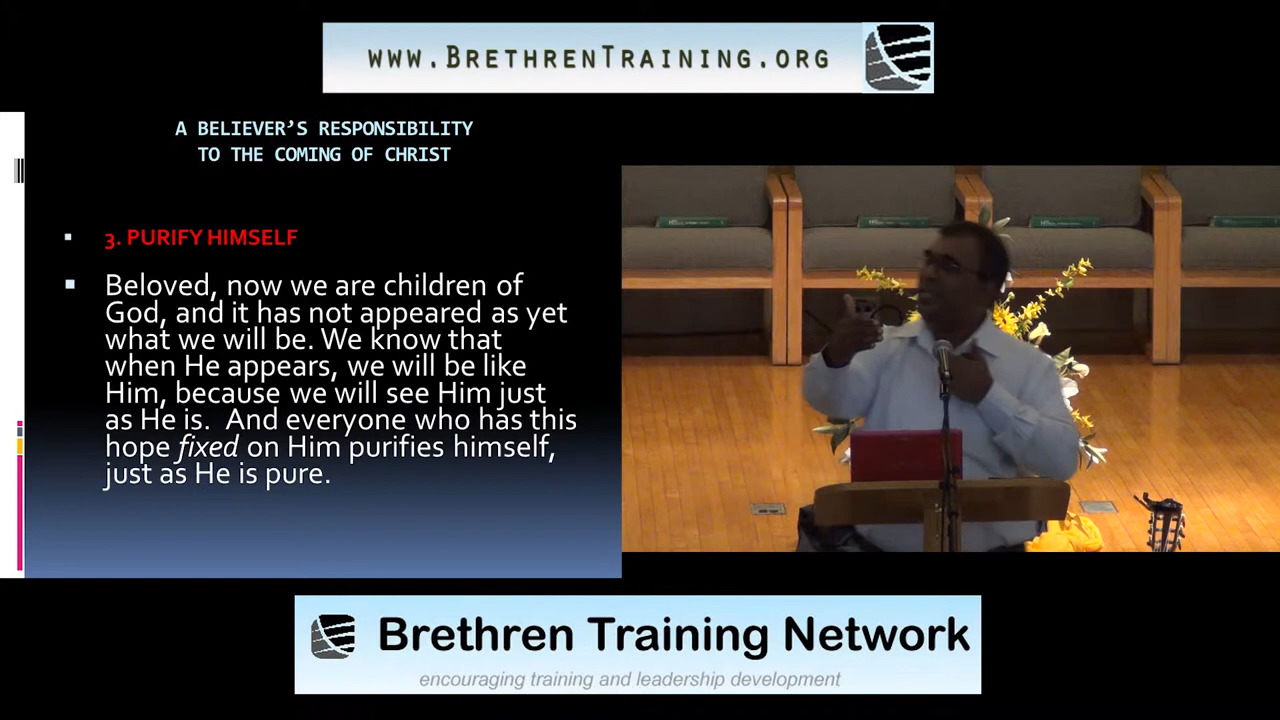 www.BrethrenTraining.org
A BELIEVER’S RESPONSIBILITY
TO THE COMING OF CHRIST
3. PURIFY HIMSELF
Beloved, now we are children of
God, and it has not appeared as yet
what we will be. We know that
when He appears, we will be like
Him, because we will see Him just
as He is. And everyone who has this
hope fixed on Him purifies himself,
just as He is pure.
Brethren Training Network
encouraging training and leadership development